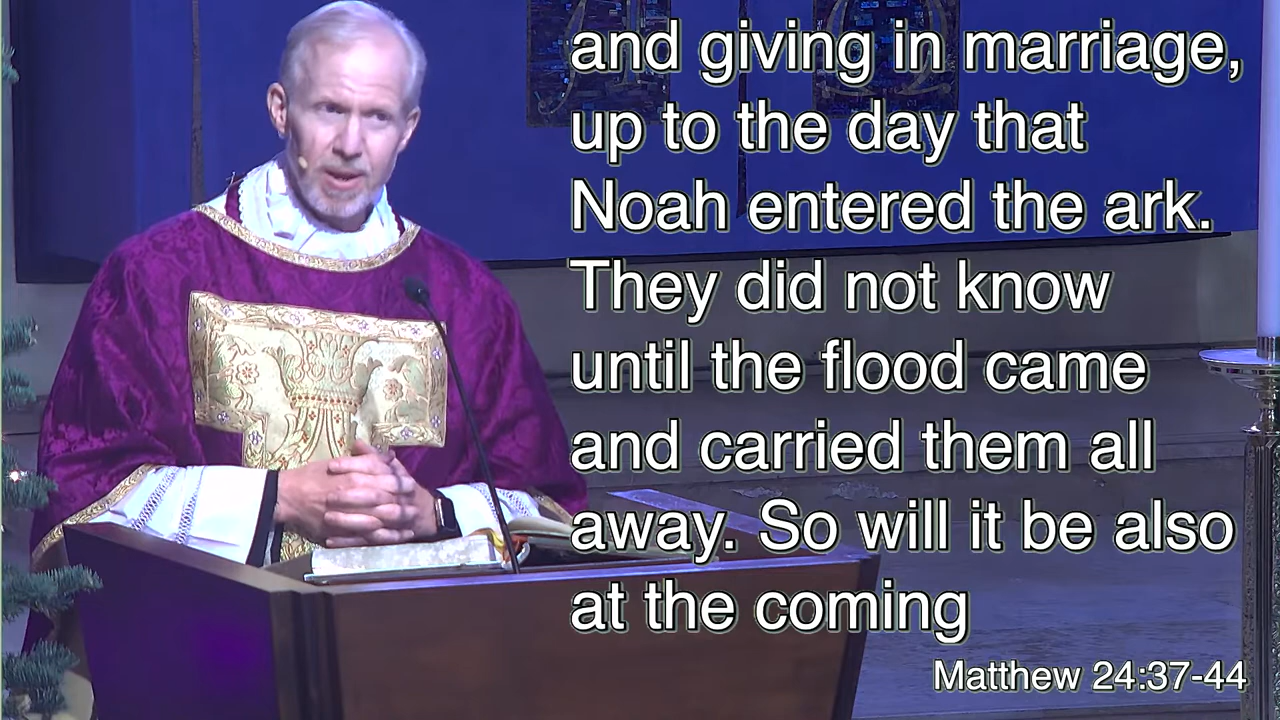 and giving in marriage,
up to the day that
Noah entered the ark.
They did not know
until the flood came
and carried them all
away. So will it be also
at the coming
Matthew 24:37-44